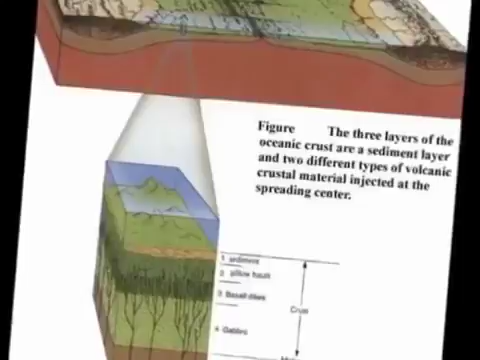 Figure The three layers of the
oceanic crust are a sediment layer
and two different types of volcanic
crustal material injected at the
spreading center.
1 sediment
2 pillow basalt
3 Basalt dikes
4 Gabbro
Crust